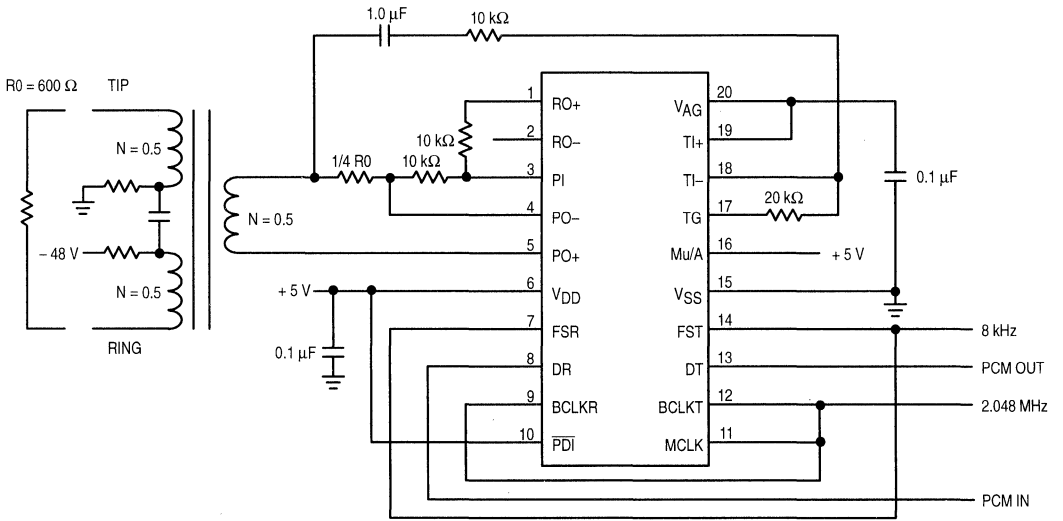 1.0 μF
10 kΩ
R0 = 600 Ω
TIP
N = 0.5
– 48 V
N = 0.5
RING
N = 0.5
1/4 R0
10 kΩ
10 kΩ
+ 5 V
0.1 μF
1 RO+
2 RO–
3 PI
4 PO–
5 PO+
6 VDD
7 FSR
8 DR
9 BCLKR
10 PDI
VAG 20
TI+ 19
TI– 18
TG 17
Mu/A 16
VSS 15
FST 14
DT 13
BCLKT 12
MCLK 11
20 kΩ
0.1 μF
+ 5 V
8 kHz
PCM OUT
2.048 MHz
PCM IN